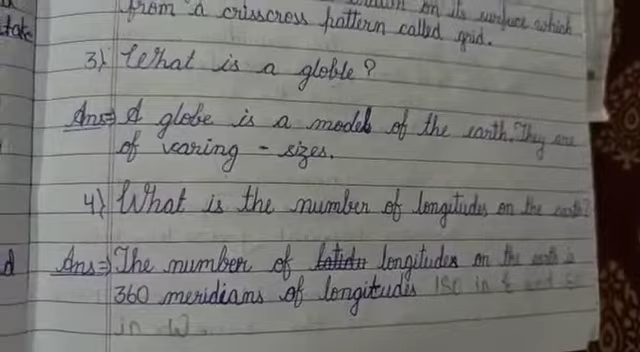 from a crisscross pattern called grid.
take
3) What is a globle?
Ans⇒ A globe is a model of the earth. They are
of varing - sizes.
4) What is the number of longitudes on the earth?
d
Ans⇒ The number of longitudes on the earth is
360 meridians of longitudes 180 in E and
in W.